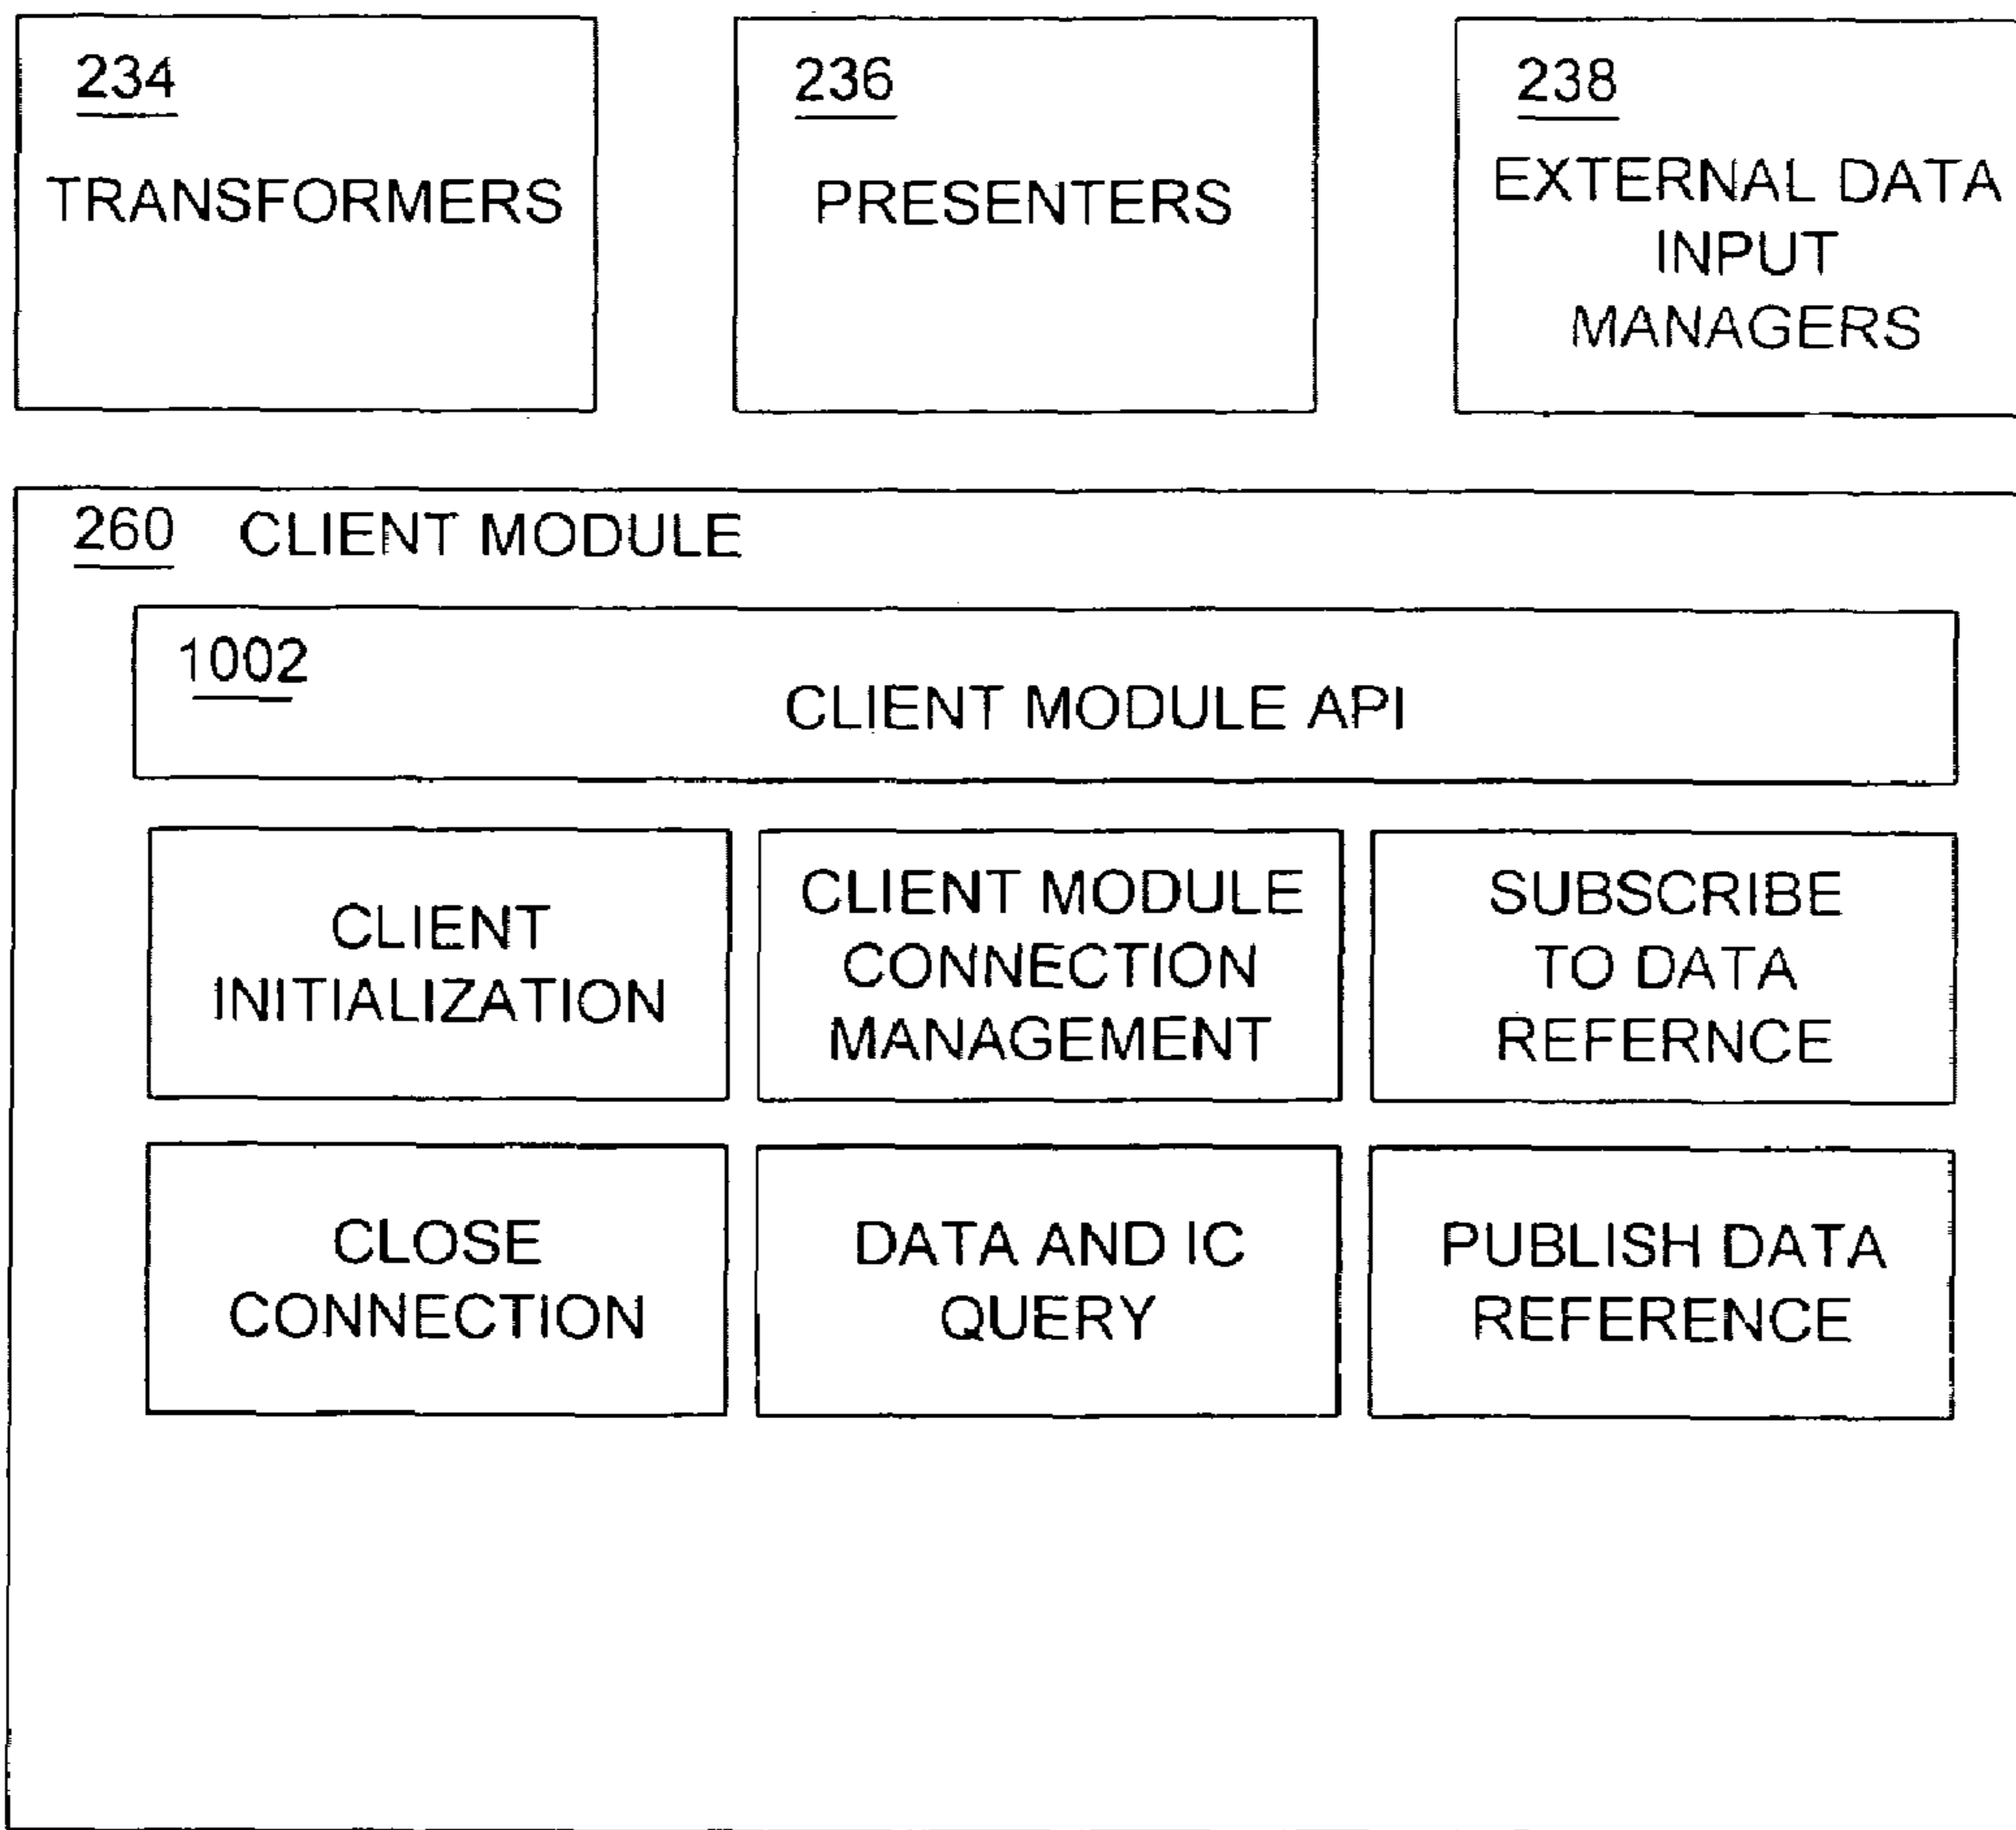 234
TRANSFORMERS
236
PRESENTERS
238
EXTERNAL DATA
INPUT
MANAGERS
260 CLIENT MODULE
1002
CLIENT MODULE API
CLIENT
INITIALIZATION
CLIENT MODULE
CONNECTION
MANAGEMENT
SUBSCRIBE
TO DATA
REFERNCE
CLOSE
CONNECTION
DATA AND IC
QUERY
PUBLISH DATA
REFERENCE